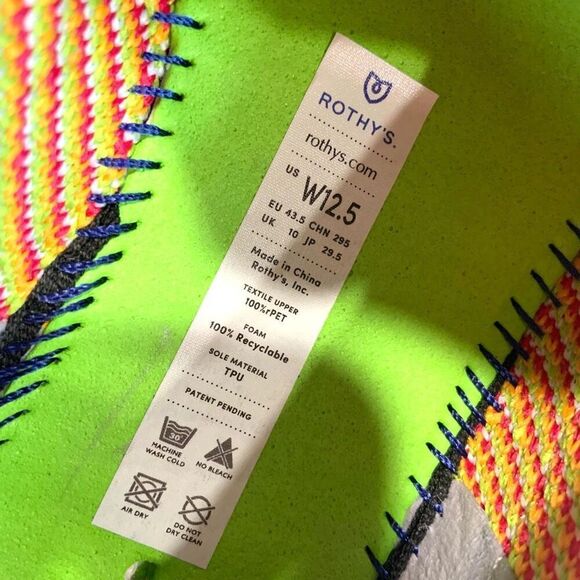 ROTHY'S.
rothys.com
US W12.5
EU 43.5 CHN 295
UK 10 JP 29.5
Made in China
Rothy's, Inc.
TEXTILE UPPER
100%rPET
FOAM
100% Recyclable
SOLE MATERIAL
TPU
PATENT PENDING
30°
MACHINE
WASH COLD
NO BLEACH
AIR DRY
DO NOT
DRY CLEAN